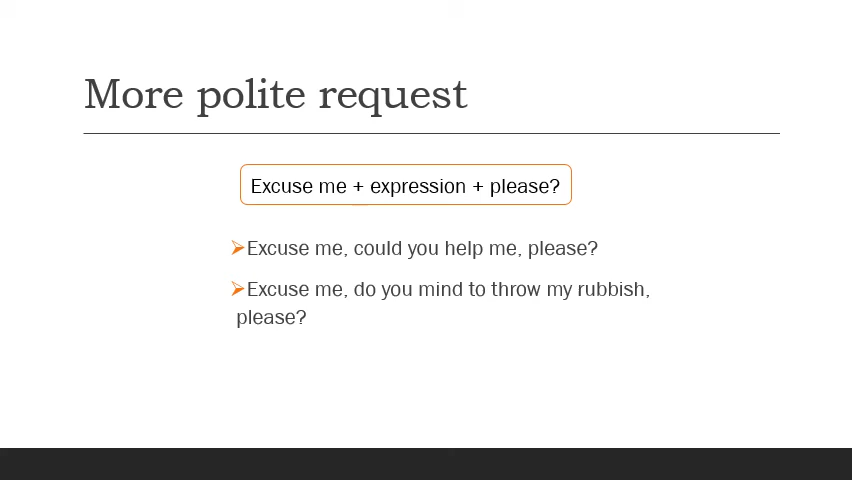 More polite request
Excuse me + expression + please?
➢Excuse me, could you help me, please?
➢Excuse me, do you mind to throw my rubbish,
please?